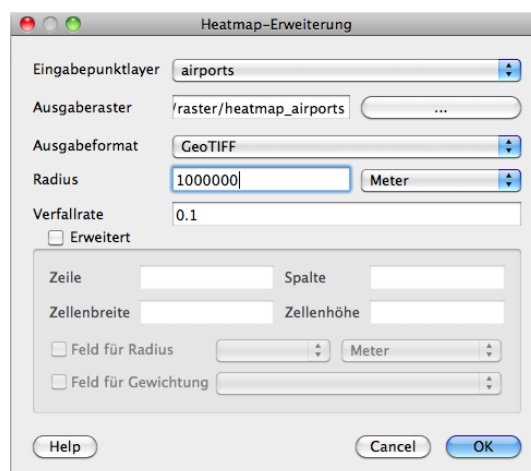 Heatmap-Erweiterung
Eingabepunktlayer airports
Ausgaberaster /raster/heatmap_airports ...
Ausgabeformat GeoTIFF
Radius 1000000 Meter
Verfallrate 0.1
Erweitert
Zeile Spalte
Zellenbreite Zellenhöhe
Feld für Radius Meter
Feld für Gewichtung
Help Cancel OK